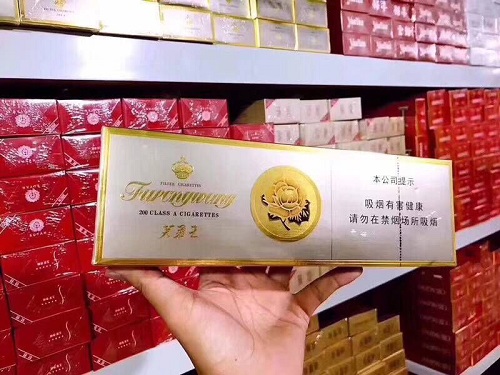 FILTER CIGARETTES
Furongwang
200 CLASS A CIGARETTES
芙蓉王
本公司提示
吸烟有害健康
请勿在禁烟场所吸烟